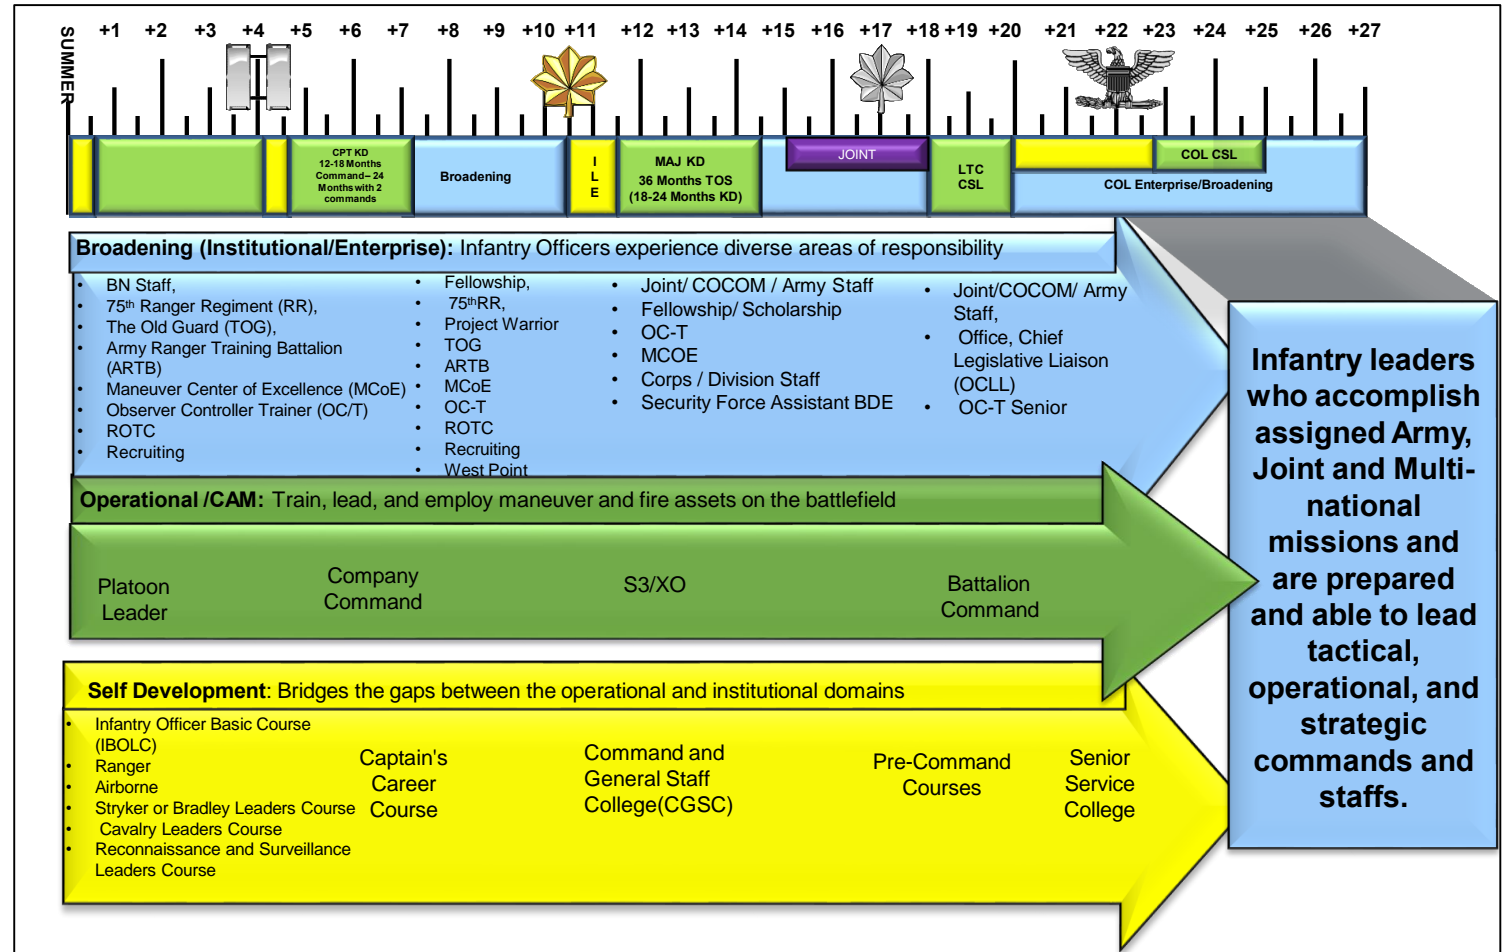 SUMMER
+1 +2 +3 +4 +5 +6 +7 +8 +9 +10 +11 +12 +13 +14 +15 +16 +17 +18 +19 +20 +21 +22 +23 +24 +25 +26 +27
CPT KD
12-18 Months
Command– 24
Months with 2
commands
Broadening
I
L
E
MAJ KD
36 Months TOS
(18-24 Months KD)
JOINT
LTC
CSL
COL CSL
COL Enterprise/Broadening
Broadening (Institutional/Enterprise): Infantry Officers experience diverse areas of responsibility
• BN Staff,
• 75th Ranger Regiment (RR),
• The Old Guard (TOG),
• Army Ranger Training Battalion
(ARTB)
• Maneuver Center of Excellence (MCoE)
• Observer Controller Trainer (OC/T)
• ROTC
• Recruiting
• Fellowship,
• 75thRR,
• Project Warrior
• TOG
• ARTB
• MCoE
• OC-T
• ROTC
• Recruiting
• West Point
• Joint/ COCOM / Army Staff
• Fellowship/ Scholarship
• OC-T
• MCOE
• Corps / Division Staff
• Security Force Assistant BDE
• Joint/COCOM/ Army
Staff,
• Office, Chief
Legislative Liaison
(OCLL)
• OC-T Senior
Operational /CAM: Train, lead, and employ maneuver and fire assets on the battlefield
Platoon
Leader
Company
Command
S3/XO
Battalion
Command
Self Development: Bridges the gaps between the operational and institutional domains
• Infantry Officer Basic Course
(IBOLC)
• Ranger
• Airborne
• Stryker or Bradley Leaders Course
• Cavalry Leaders Course
• Reconnaissance and Surveillance
Leaders Course
Captain's
Career
Course
Command and
General Staff
College(CGSC)
Pre-Command
Courses
Senior
Service
College
Infantry leaders
who accomplish
assigned Army,
Joint and Multi-
national
missions and
are prepared
and able to lead
tactical,
operational, and
strategic
commands and
staffs.